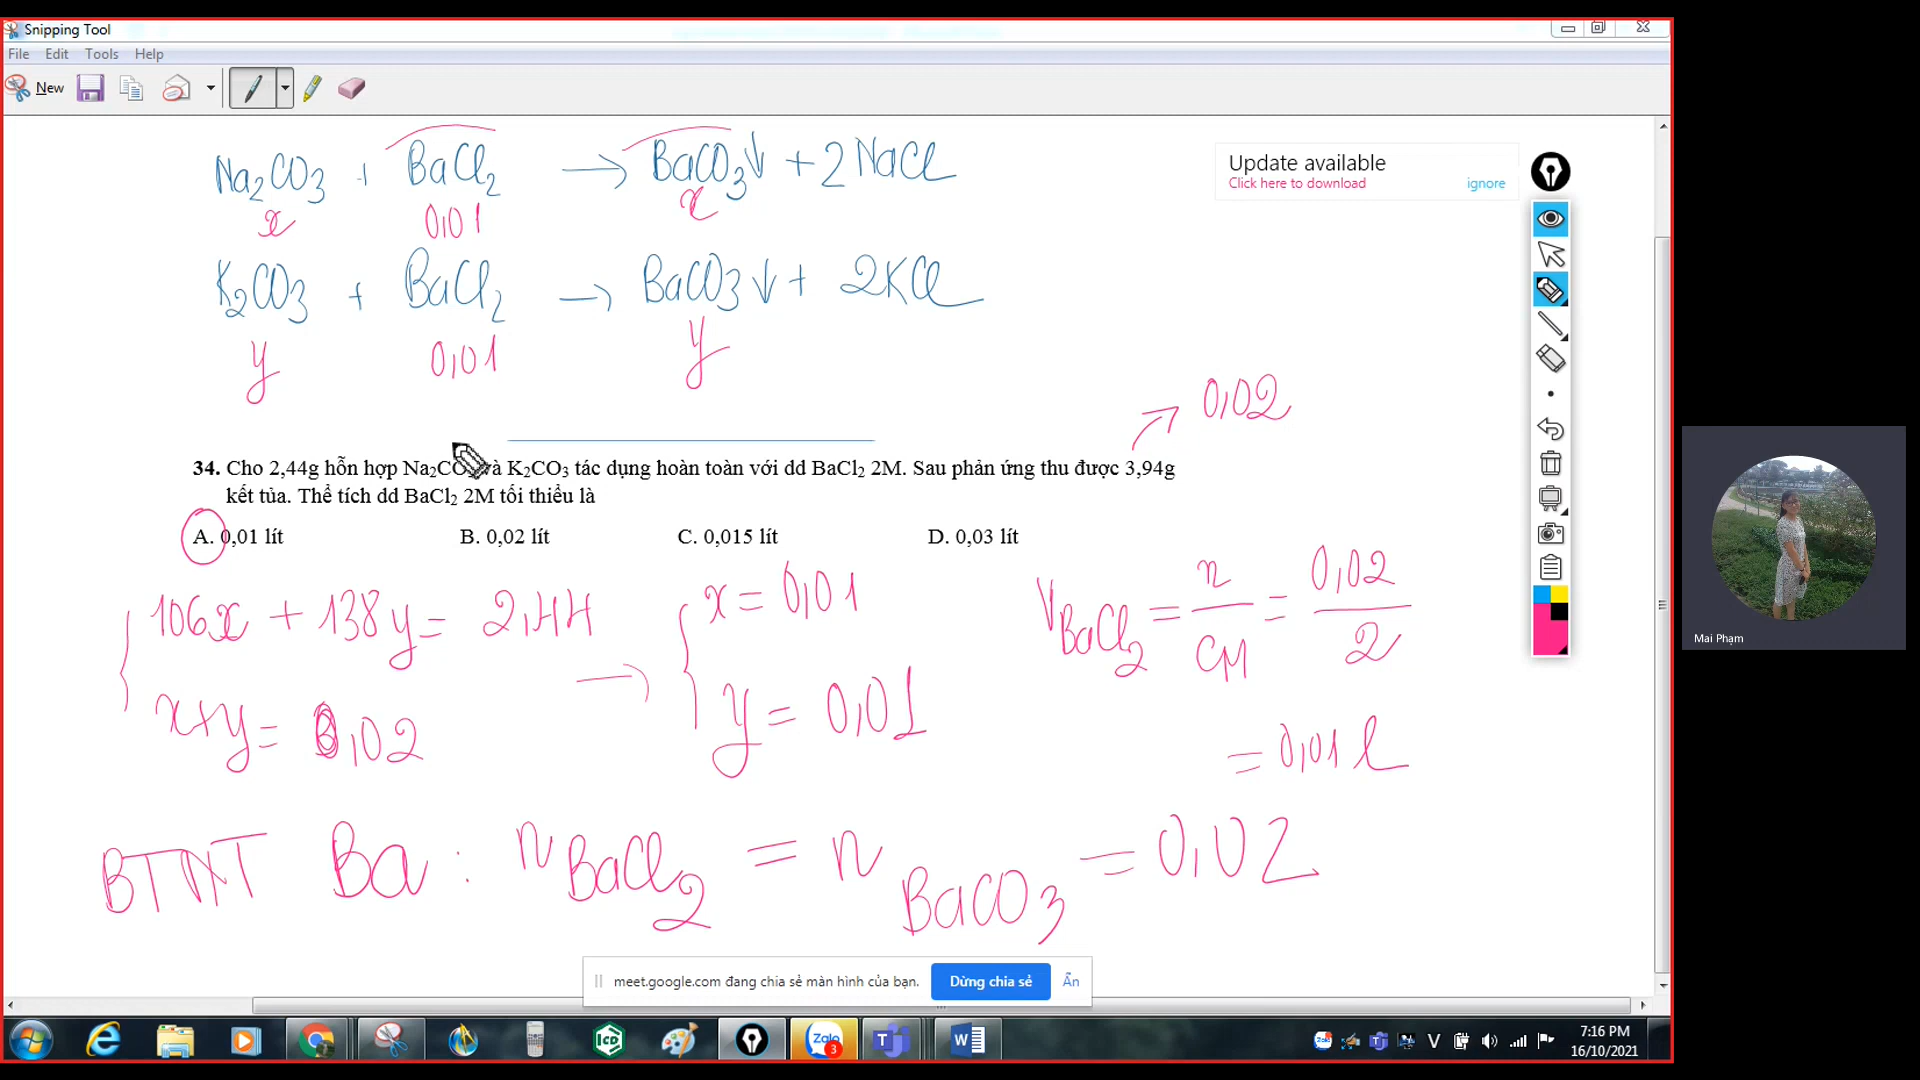 Snipping Tool
File Edit Tools Help
New
Update available
Click here to download ignore
Na2CO3 + BaCl2 → BaCO3↓ + 2NaCl
x 0,01 x
K2CO3 + BaCl2 → BaCO3↓ + 2KCl
y 0,01 y
0,02
34. Cho 2,44g hỗn hợp Na2CO3 và K2CO3 tác dụng hoàn toàn với dd BaCl2 2M. Sau phản ứng thu được 3,94g
kết tủa. Thể tích dd BaCl2 2M tối thiểu là
A. 0,01 lít B. 0,02 lít C. 0,015 lít D. 0,03 lít
106x + 138y = 2,44 → x = 0,01
x+y = 0,02 y = 0,01
VBaCl2 = n/CM = 0,02/2
= 0,01 l
BTNT Ba : nBaCl2 = nBaCO3 = 0,02
meet.google.com đang chia sẻ màn hình của bạn. Dừng chia sẻ Ẩn
Mai Phạm
ICD
Zalo
3
V
7:16 PM
16/10/2021